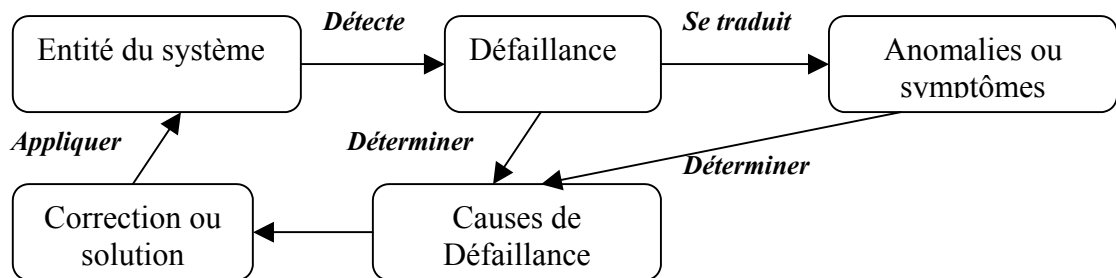 Détecte
Se traduit
Entité du système
Défaillance
Anomalies ou
symptômes
Appliquer
Déterminer
Déterminer
Correction ou
solution
Causes de
Défaillance